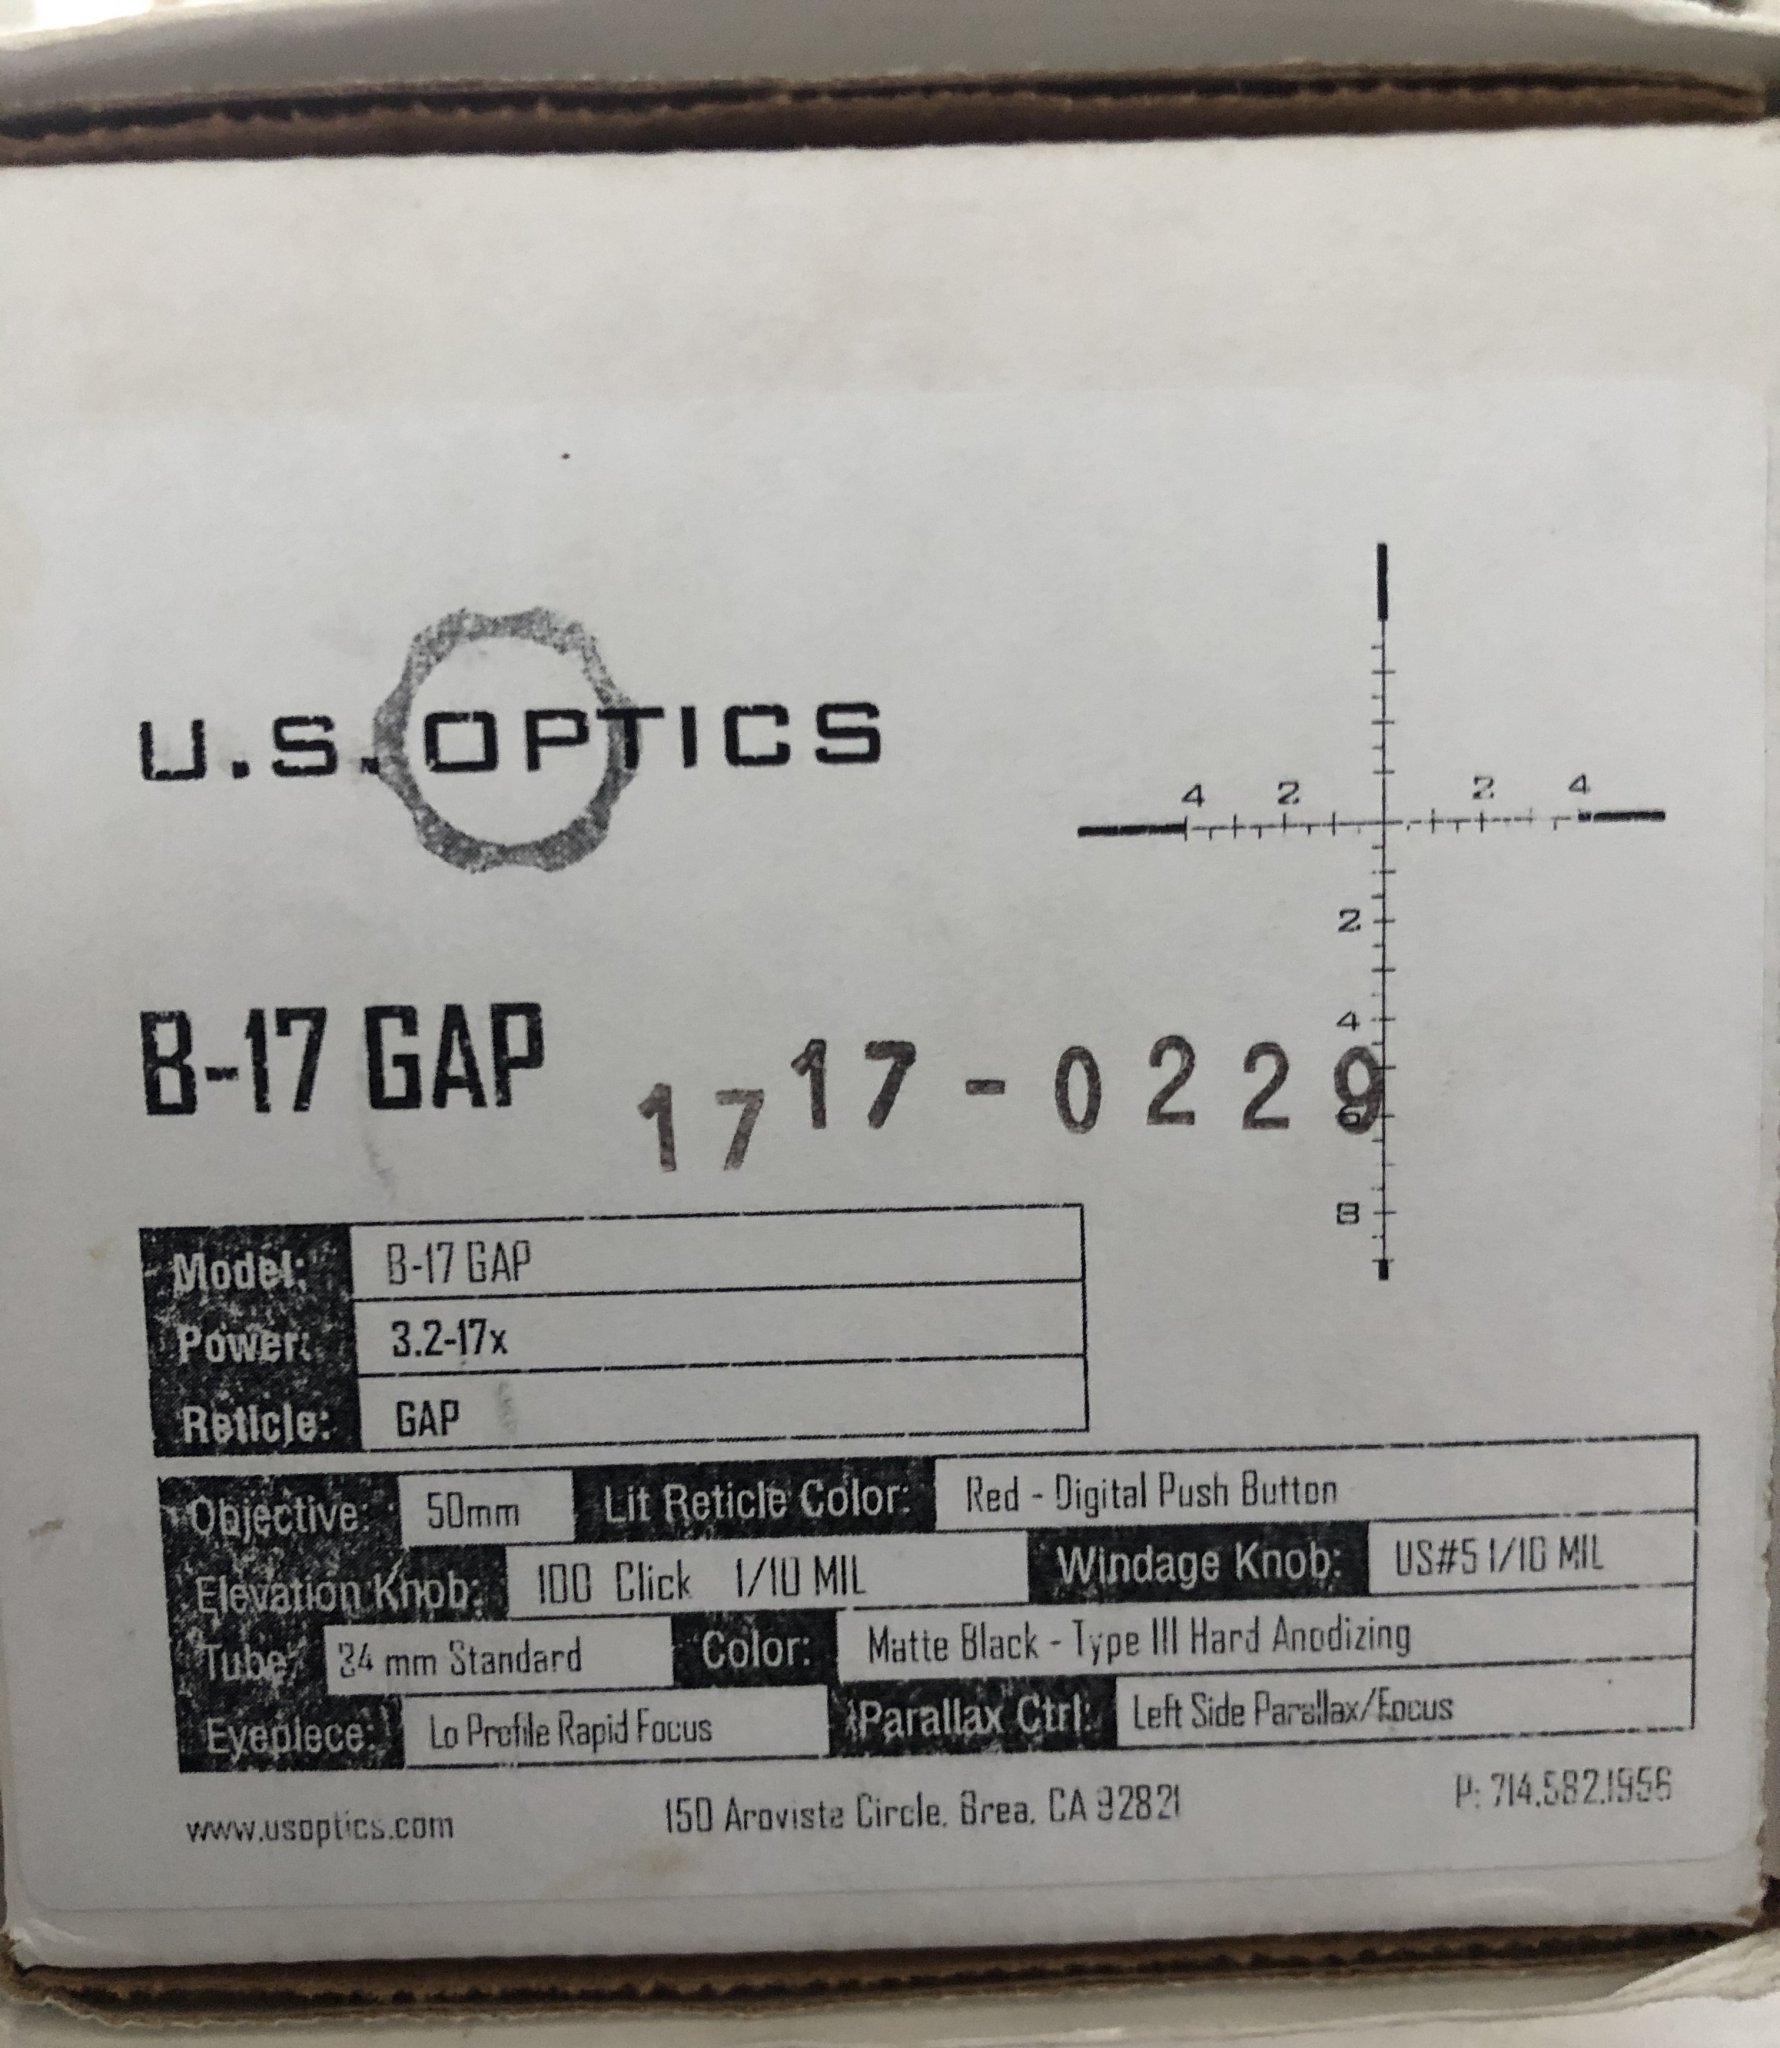 U.S. OPTICS
4 2 2 4
2
4
6
8
B-17 GAP 1717-0229
Model: B-17 GAP
Power: 3.2-17x
Reticle: GAP
Objective: 50mm Lit Reticle Color: Red - Digital Push Button
Elevation Knob: 100 Click 1/10 MIL Windage Knob: US#5 1/10 MIL
Tube: 34 mm Standard Color: Matte Black - Type III Hard Anodizing
Eyepiece: Lo Profile Rapid Focus Parallax Ctrl: Left Side Parallax/Focus
www.usoptics.com 150 Arovista Circle, Brea, CA 92821 P: 714.582.1956